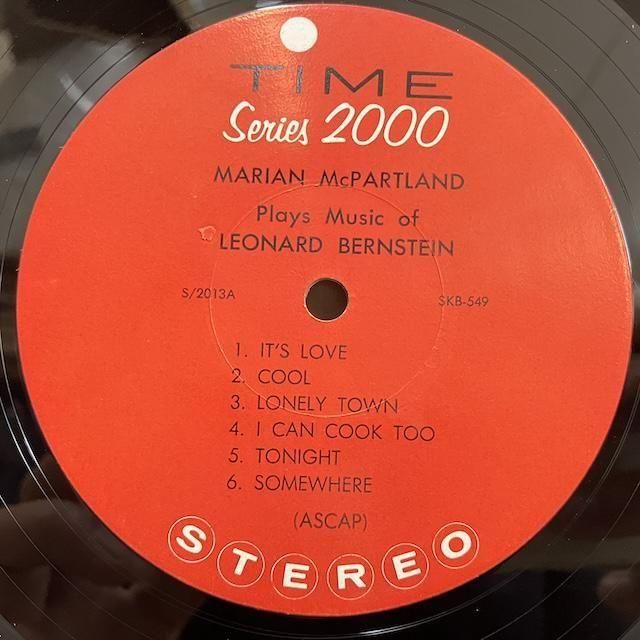 TIME
Series 2000
MARIAN McPARTLAND
Plays Music of
LEONARD BERNSTEIN
S/2013A SKB-549
1. IT'S LOVE
2. COOL
3. LONELY TOWN
4. I CAN COOK TOO
5. TONIGHT
6. SOMEWHERE
(ASCAP)
STEREO